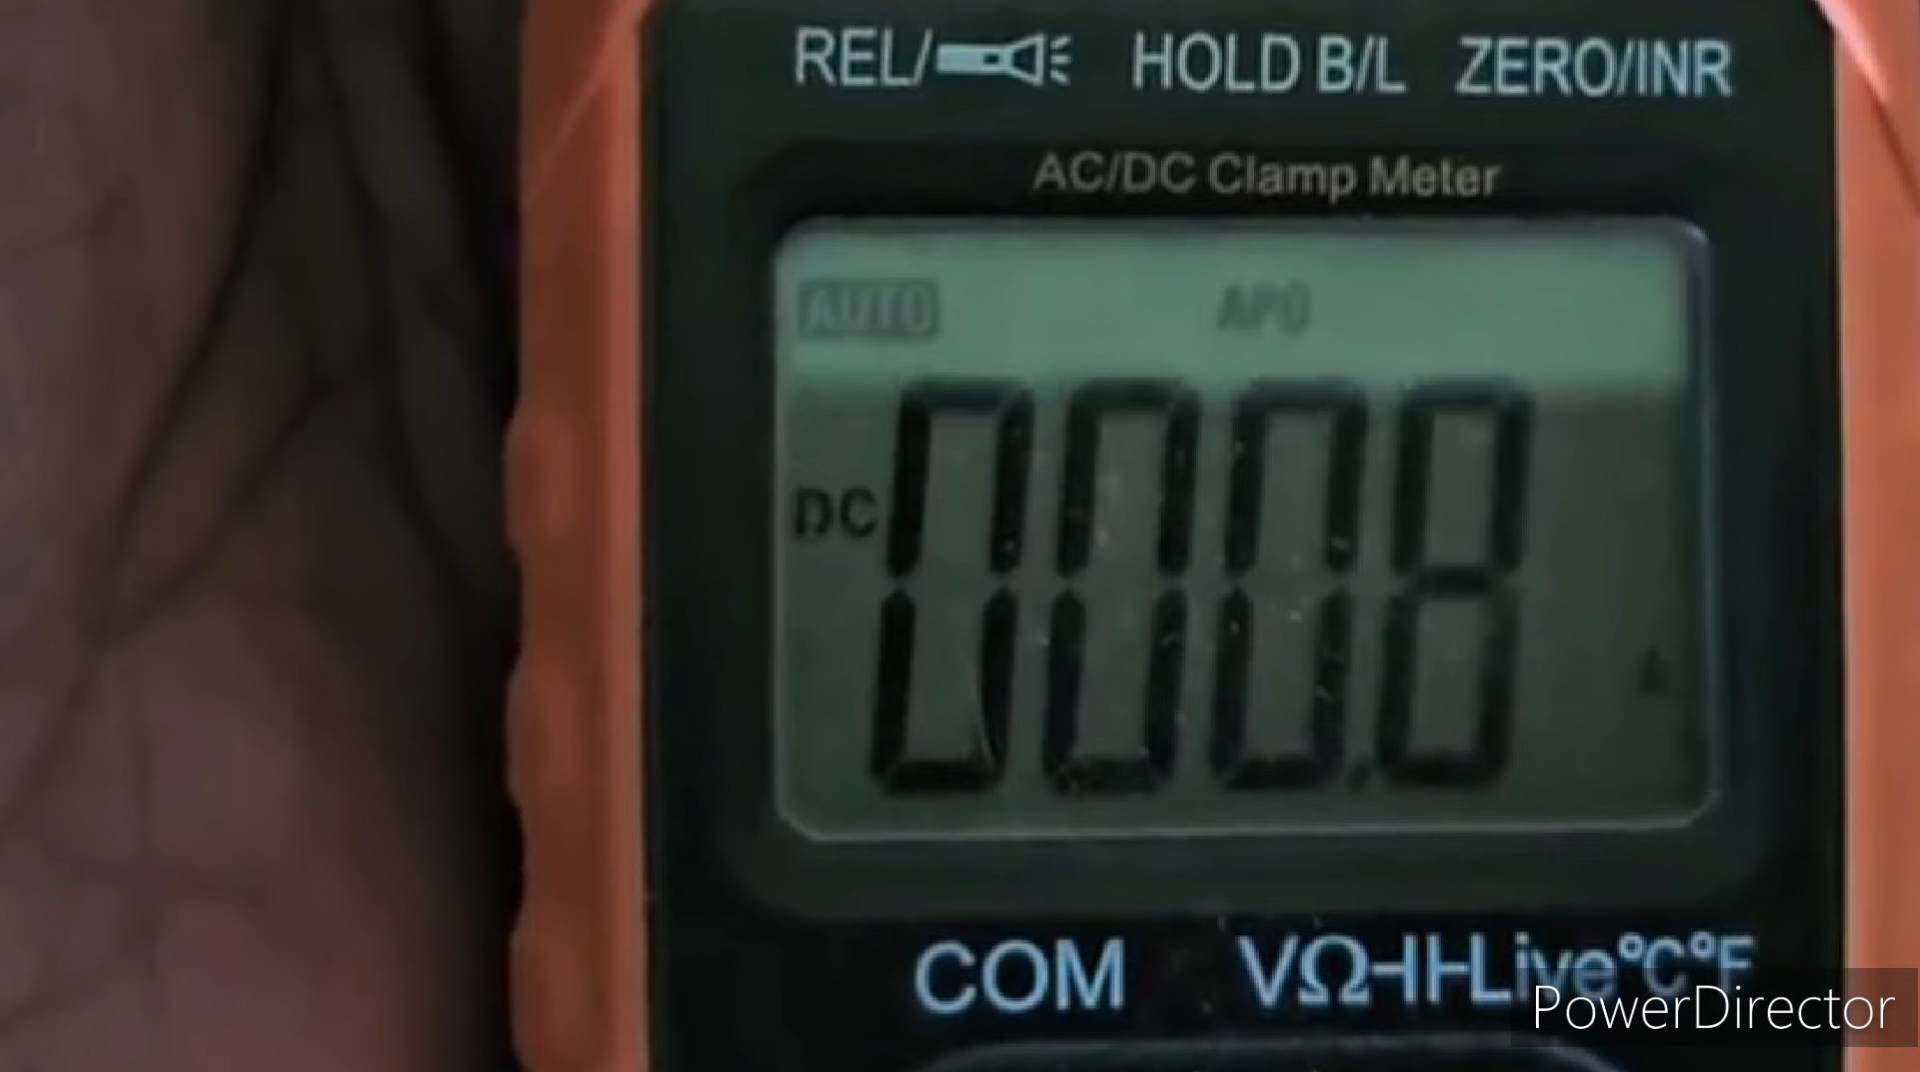 REL/ HOLD B/L ZERO/INR
AC/DC Clamp Meter
AUTO APO
DC 000.8 A
COM VΩ⊣⊢Live°C°F
PowerDirector